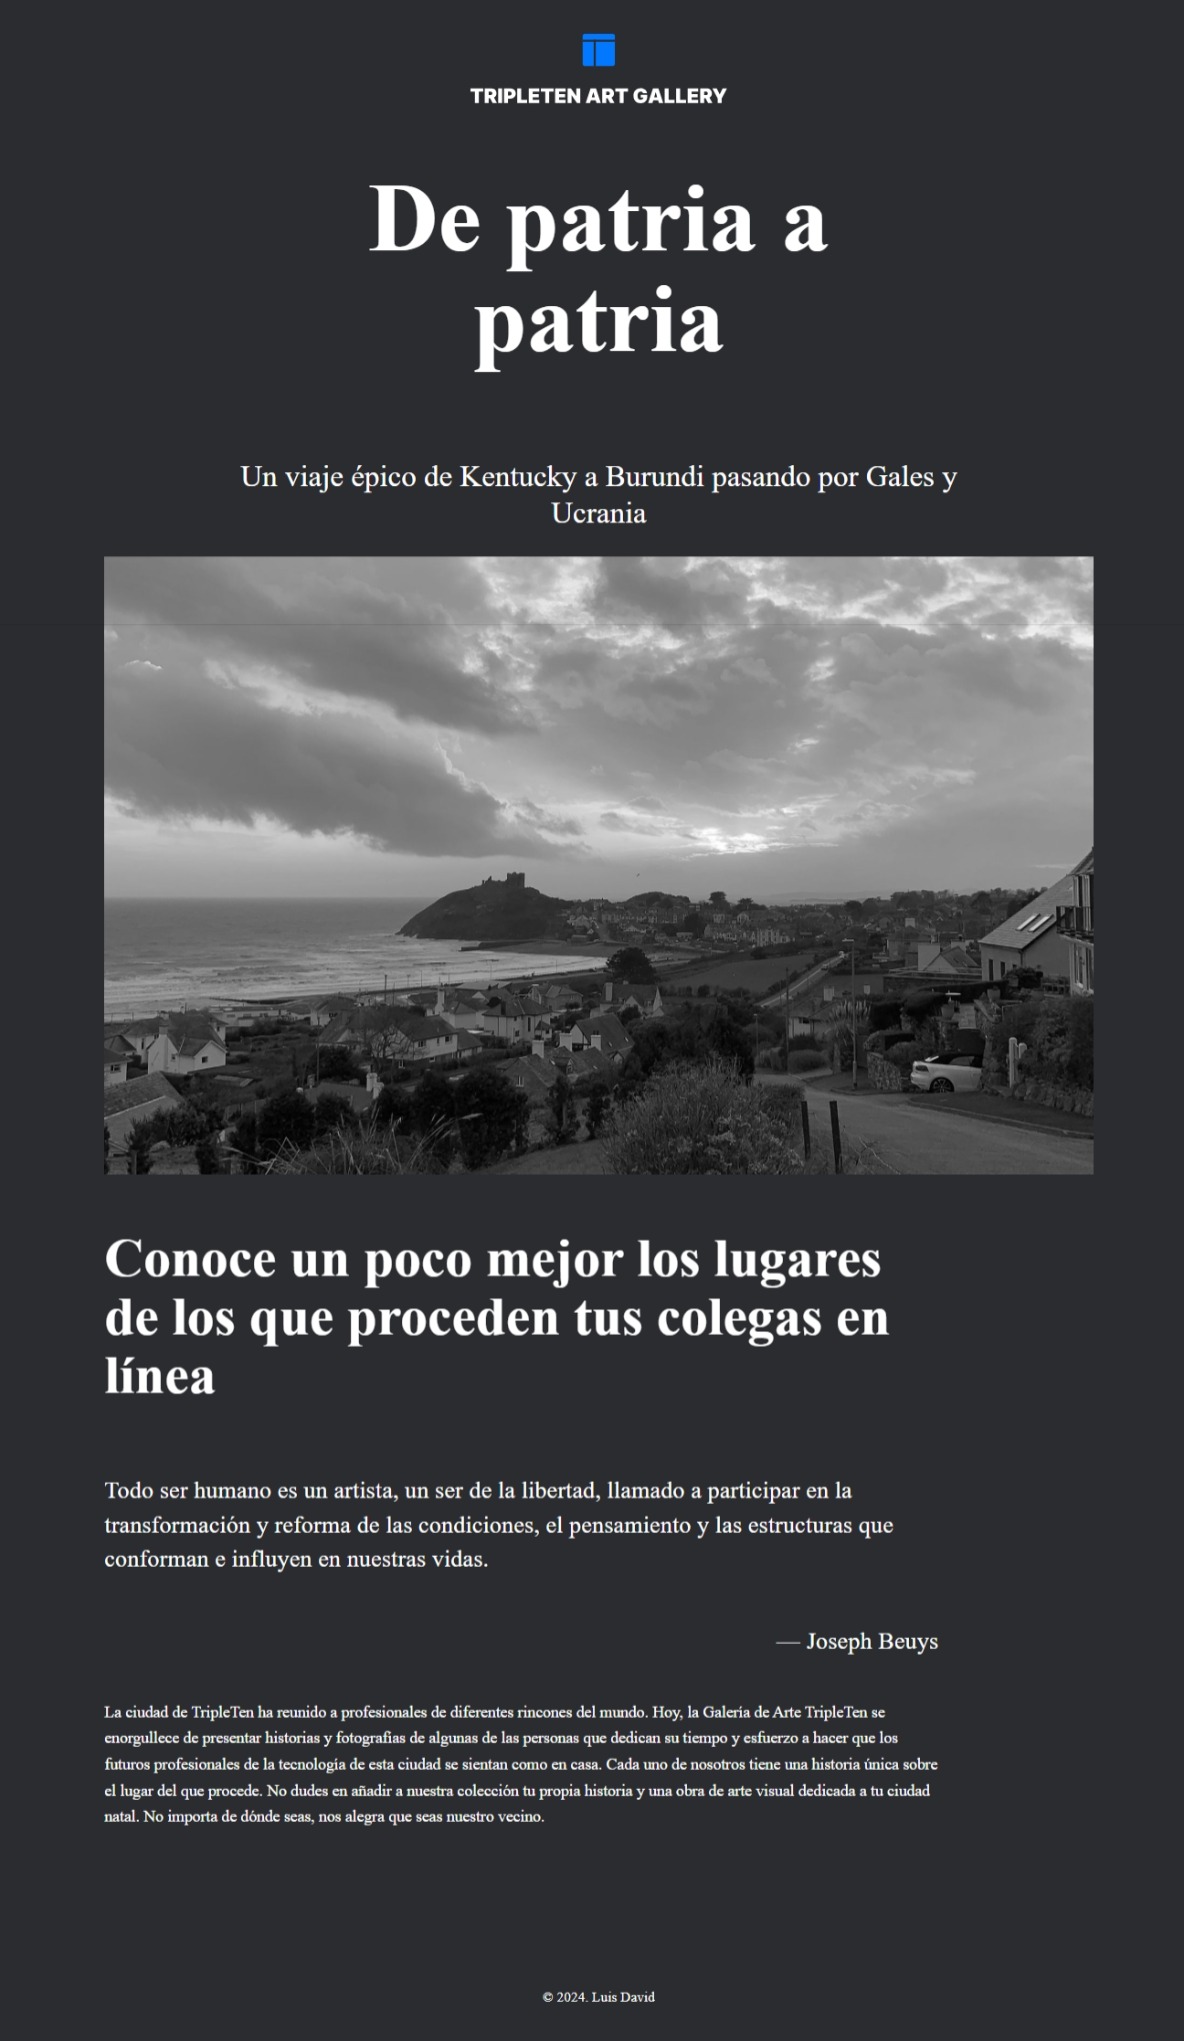 TRIPLETEN ART GALLERY
De patria a
patria
Un viaje épico de Kentucky a Burundi pasando por Gales y
Ucrania
Conoce un poco mejor los lugares
de los que proceden tus colegas en
línea
Todo ser humano es un artista, un ser de la libertad, llamado a participar en la
transformación y reforma de las condiciones, el pensamiento y las estructuras que
conforman e influyen en nuestras vidas.
— Joseph Beuys
La ciudad de TripleTen ha reunido a profesionales de diferentes rincones del mundo. Hoy, la Galería de Arte TripleTen se
enorgullece de presentar historias y fotografías de algunas de las personas que dedican su tiempo y esfuerzo a hacer que los
futuros profesionales de la tecnología de esta ciudad se sientan como en casa. Cada uno de nosotros tiene una historia única sobre
el lugar del que procede. No dudes en añadir a nuestra colección tu propia historia y una obra de arte visual dedicada a tu ciudad
natal. No importa de dónde seas, nos alegra que seas nuestro vecino.
© 2024. Luis David